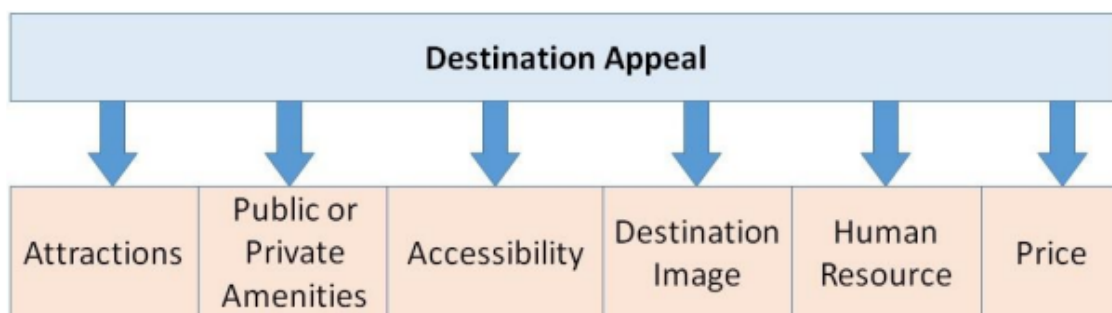 Destination Appeal
Attractions
Public or
Private
Amenities
Accessibility
Destination
Image
Human
Resource
Price